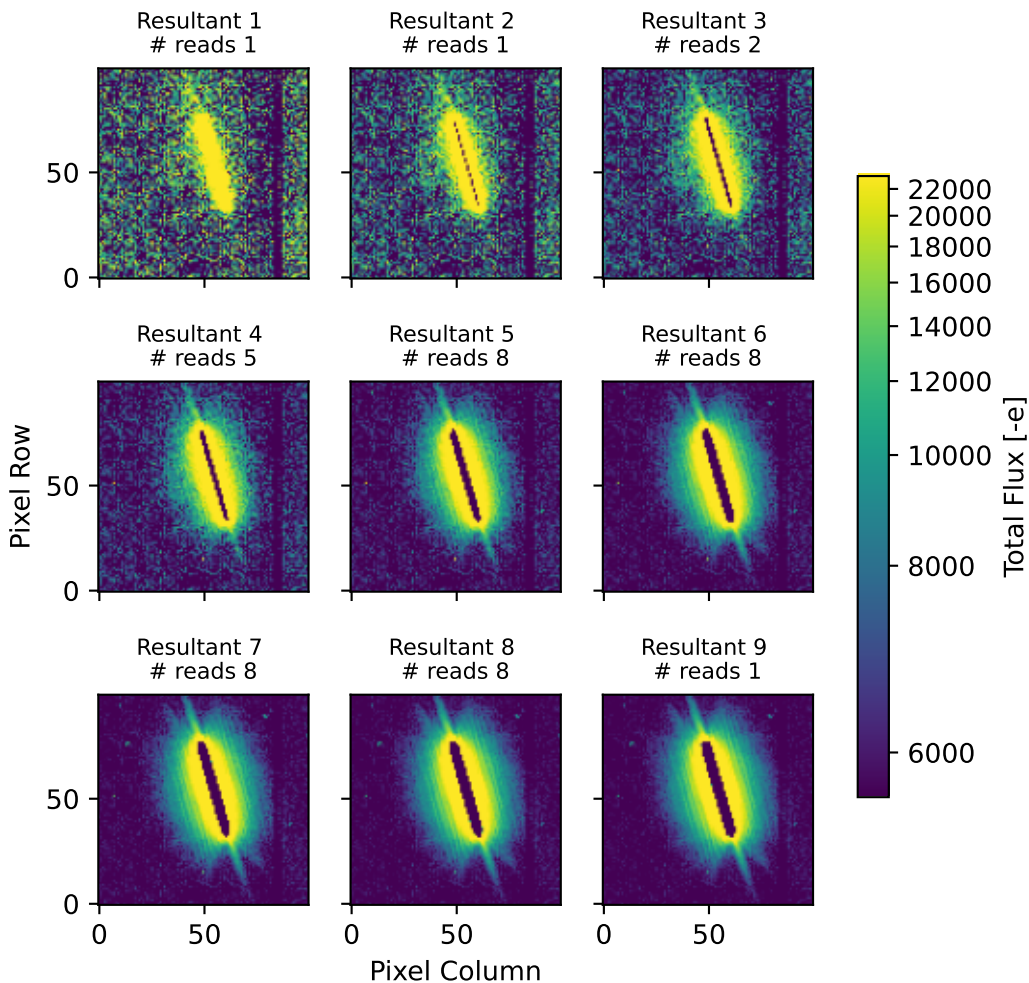 Resultant 1
# reads 1
Resultant 2
# reads 1
Resultant 3
# reads 2
50
0
Resultant 4
# reads 5
Resultant 5
# reads 8
Resultant 6
# reads 8
50
0
Resultant 7
# reads 8
Resultant 8
# reads 8
Resultant 9
# reads 1
50
0
0
50
0
50
0
50
Pixel Row
Pixel Column
22000
20000
18000
16000
14000
12000
10000
8000
6000
Total Flux [-e]